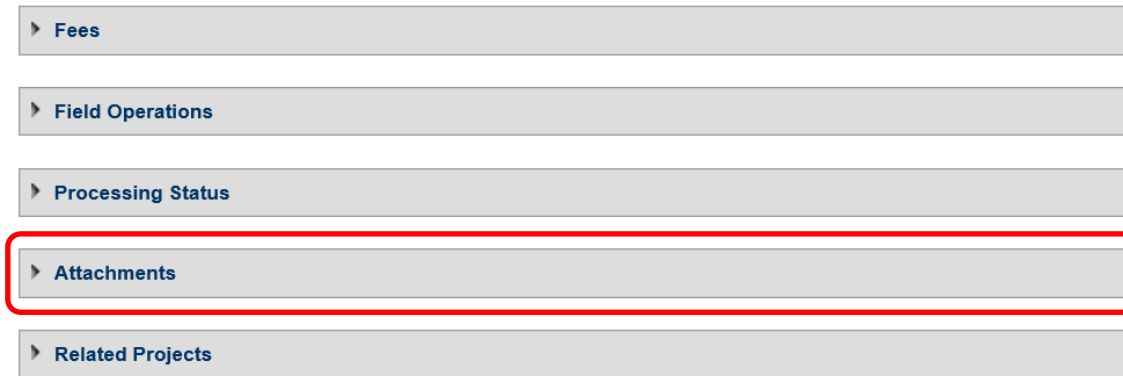 Fees
Field Operations
Processing Status
Attachments
Related Projects